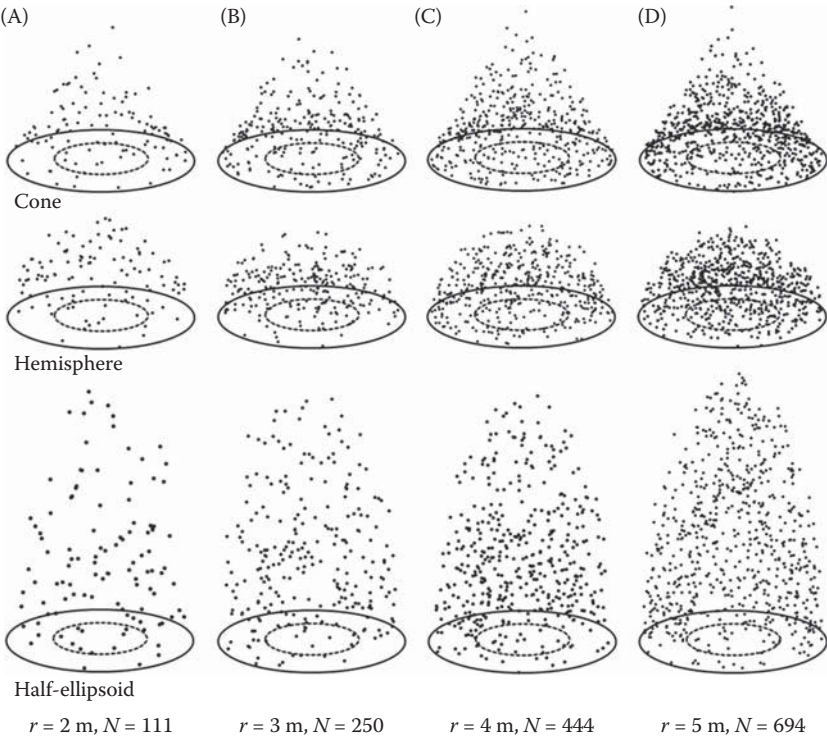 (A) (B) (C) (D)
Cone
Hemisphere
Half-ellipsoid
r = 2 m, N = 111 r = 3 m, N = 250 r = 4 m, N = 444 r = 5 m, N = 694